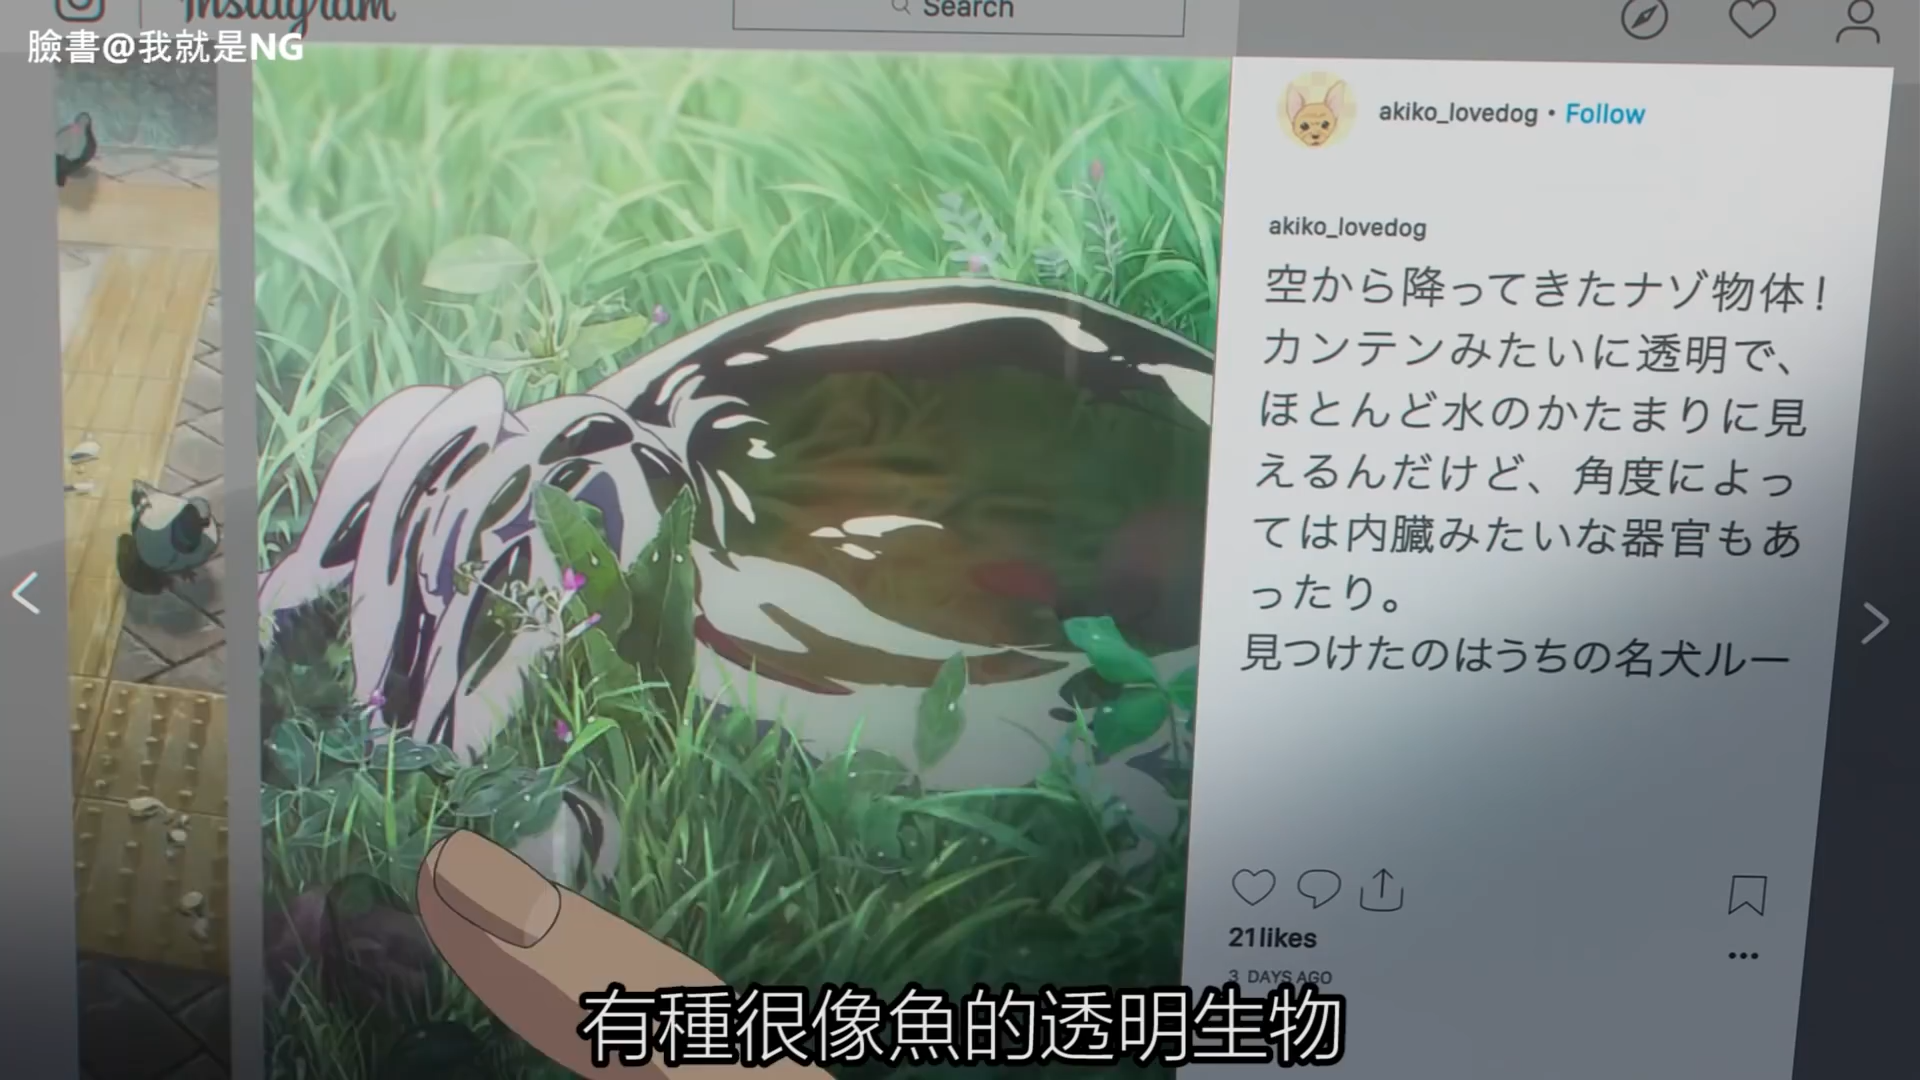 Instagram
Search
臉書@我就是NG
akiko_lovedog • Follow
akiko_lovedog
空から降ってきたナゾ物体！
カンテンみたいに透明で、
ほとんど水のかたまりに見
えるんだけど、角度によっ
ては内臓みたいな器官もあ
ったり。
見つけたのはうちの名犬ルー
21likes
3 DAYS AGO
有種很像魚的透明生物